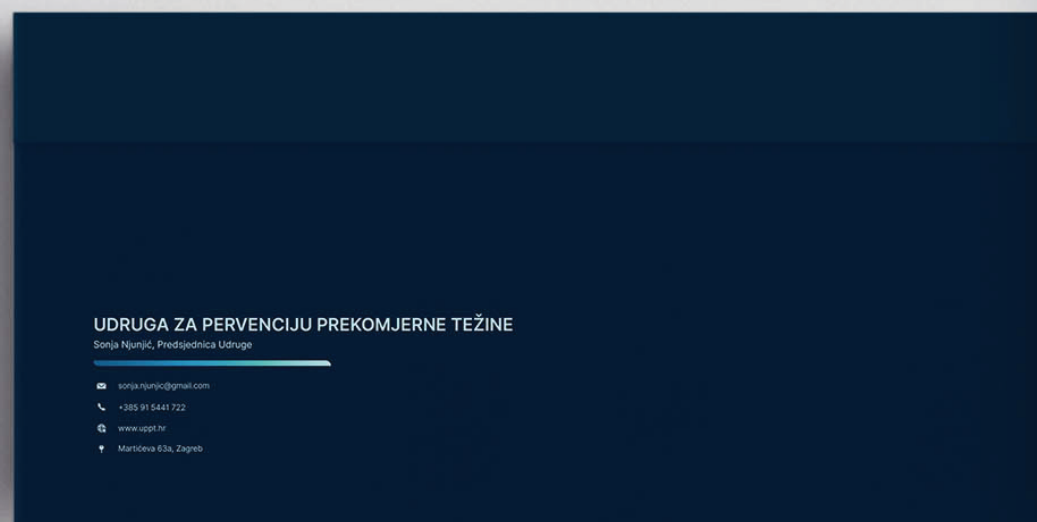 UDRUGA ZA PERVENCIJU PREKOMJERNE TEŽINE
Sonja Njunjić, Predsjednica Udruge
sonja.njunjic@gmail.com
+385 91 5441 722
www.uppt.hr
Martićeva 63a, Zagreb